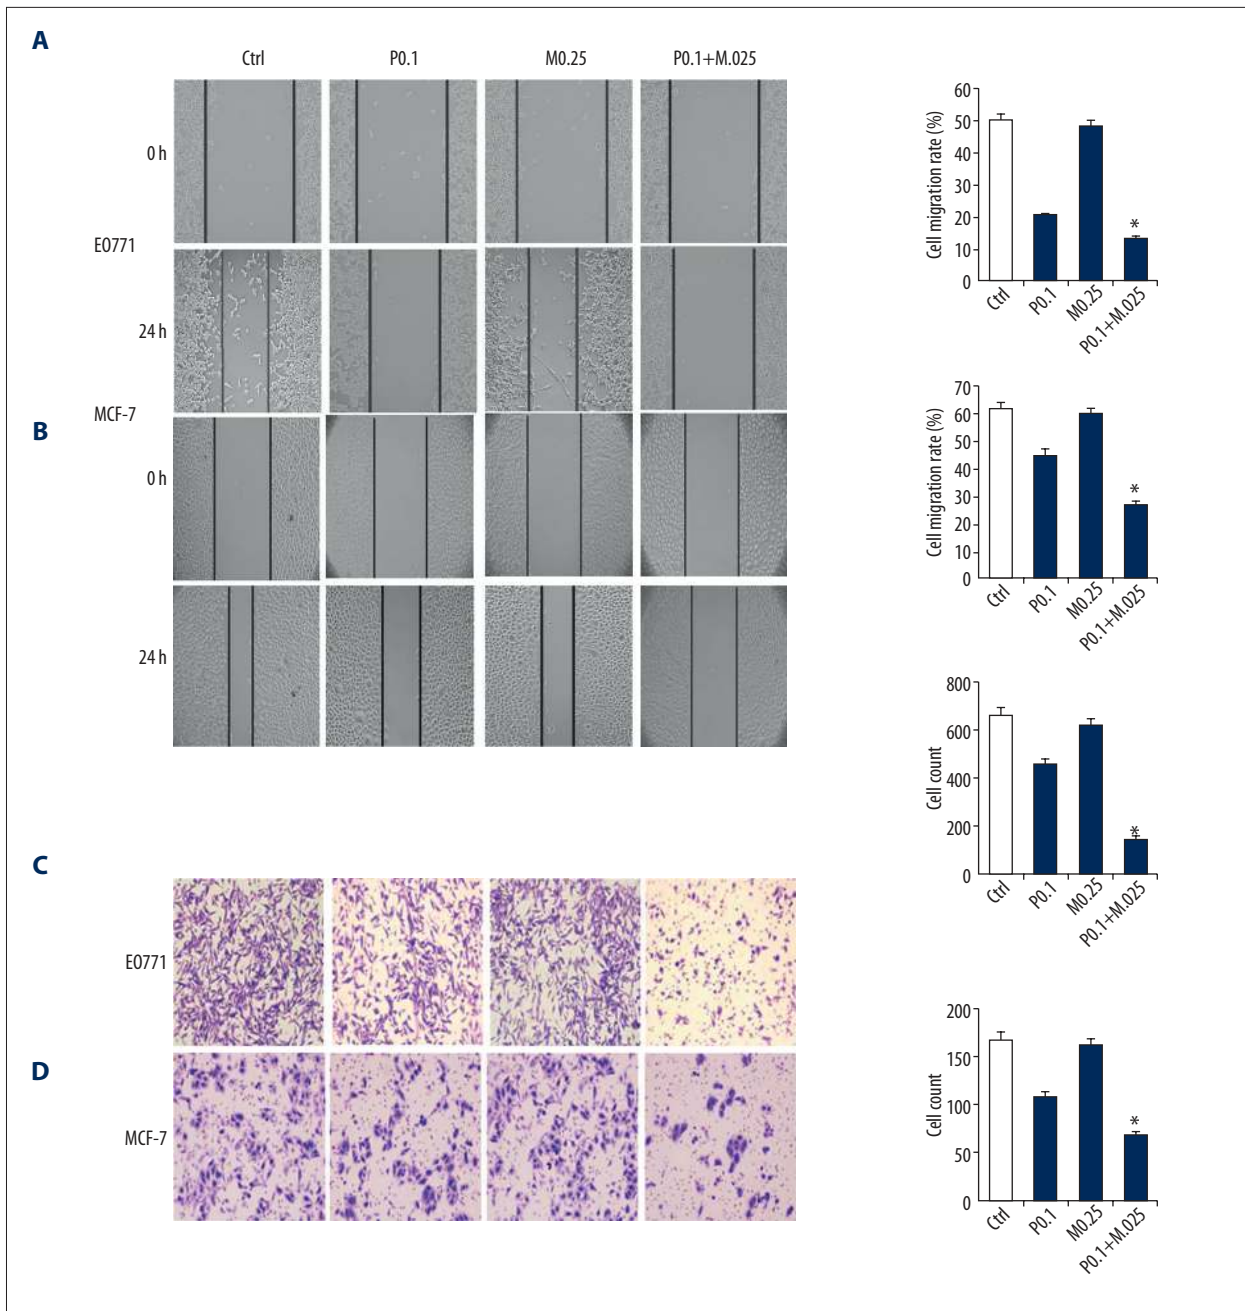 A
Ctrl
P0.1
M0.25
P0.1+M.025
0 h
E0771
24 h
MCF-7
B
0 h
24 h
C
E0771
D
MCF-7
60
50
40
30
20
10
0
Cell migration rate (%)
*
Ctrl
P0.1
M0.25
P0.1+M.025
70
60
50
40
30
20
10
0
Cell migration rate (%)
*
Ctrl
P0.1
M0.25
P0.1+M.025
800
600
400
200
0
Cell count
*
Ctrl
P0.1
M0.25
P0.1+M.025
200
150
100
50
0
Cell count
*
Ctrl
P0.1
M0.25
P0.1+M.025